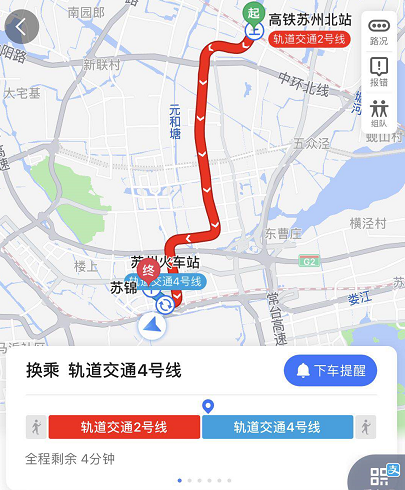 南园郎
起
高铁苏州北站
轨道交通2号线
上
路况
阳路
新联村
中环北线
报错
太宅基
元和塘
组队
五众泾
蚬山村
横泾村
东曹庄
苏州火车站
G2
终
楼上
轨道交通4号线
苏锦
常台高速
娄江
换乘 轨道交通4号线
下车提醒
轨道交通2号线
轨道交通4号线
全程剩余 4分钟
支